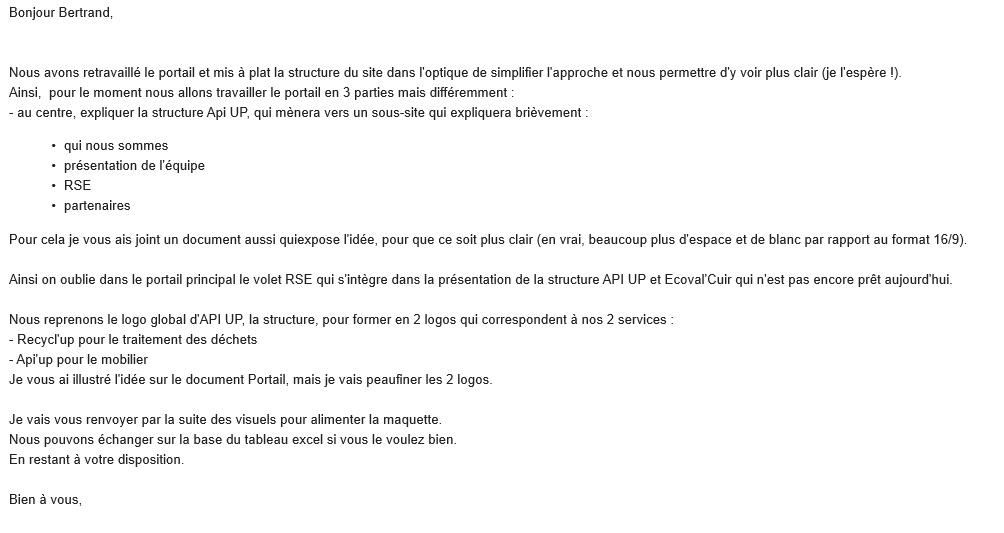 Bonjour Bertrand,
Nous avons retravaillé le portail et mis à plat la structure du site dans l'optique de simplifier l'approche et nous permettre d'y voir plus clair (je l'espère !).
Ainsi,  pour le moment nous allons travailler le portail en 3 parties mais différemment :
- au centre, expliquer la structure Api UP, qui mènera vers un sous-site qui expliquera brièvement :
• qui nous sommes
• présentation de l'équipe
• RSE
• partenaires
Pour cela je vous ais joint un document aussi quiexpose l'idée, pour que ce soit plus clair (en vrai, beaucoup plus d'espace et de blanc par rapport au format 16/9).
Ainsi on oublie dans le portail principal le volet RSE qui s'intègre dans la présentation de la structure API UP et Ecoval'Cuir qui n'est pas encore prêt aujourd'hui.
Nous reprenons le logo global d'API UP, la structure, pour former en 2 logos qui correspondent à nos 2 services :
- Recycl'up pour le traitement des déchets
- Api'up pour le mobilier
Je vous ai illustré l'idée sur le document Portail, mais je vais peaufiner les 2 logos.
Je vais vous renvoyer par la suite des visuels pour alimenter la maquette.
Nous pouvons échanger sur la base du tableau excel si vous le voulez bien.
En restant à votre disposition.
Bien à vous,